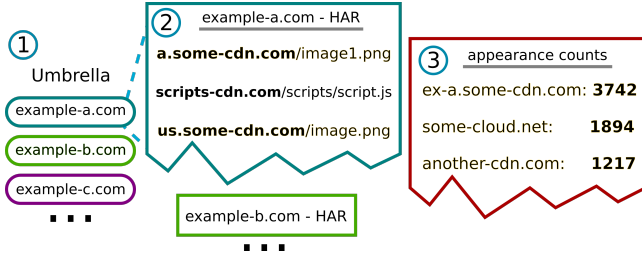 1
Umbrella
example-a.com
example-b.com
example-c.com
...
2
example-a.com - HAR
a.some-cdn.com/image1.png
scripts-cdn.com/scripts/script.js
us.some-cdn.com/image.png
example-b.com - HAR
...
3
appearance counts
ex-a.some-cdn.com: 3742
some-cloud.net: 1894
another-cdn.com: 1217